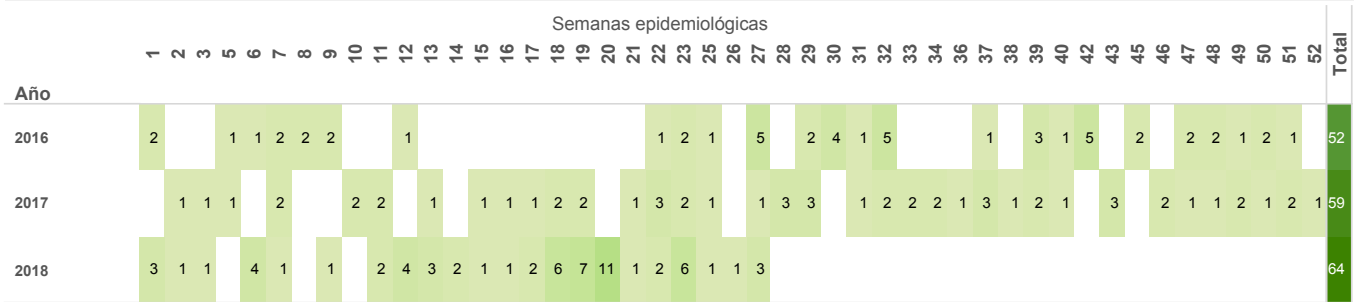 Semanas epidemiológicas
1 2 3 5 6 7 8 9 10 11 12 13 14 15 16 17 18 19 20 21 22 23 25 26 27 28 29 30 31 32 33 34 36 37 38 39 40 42 43 45 46 47 48 49 50 51 52 Total
Año
2016 2 1 1 2 2 2 1 1 2 1 5 2 4 1 5 1 3 1 5 2 2 2 1 2 1 52
2017 1 1 1 2 2 2 1 1 1 1 2 2 1 3 2 1 1 3 3 1 2 2 2 1 3 1 2 1 3 2 1 1 2 1 2 1 59
2018 3 1 1 4 1 1 2 4 3 2 1 1 2 6 7 11 1 2 6 1 1 3 64